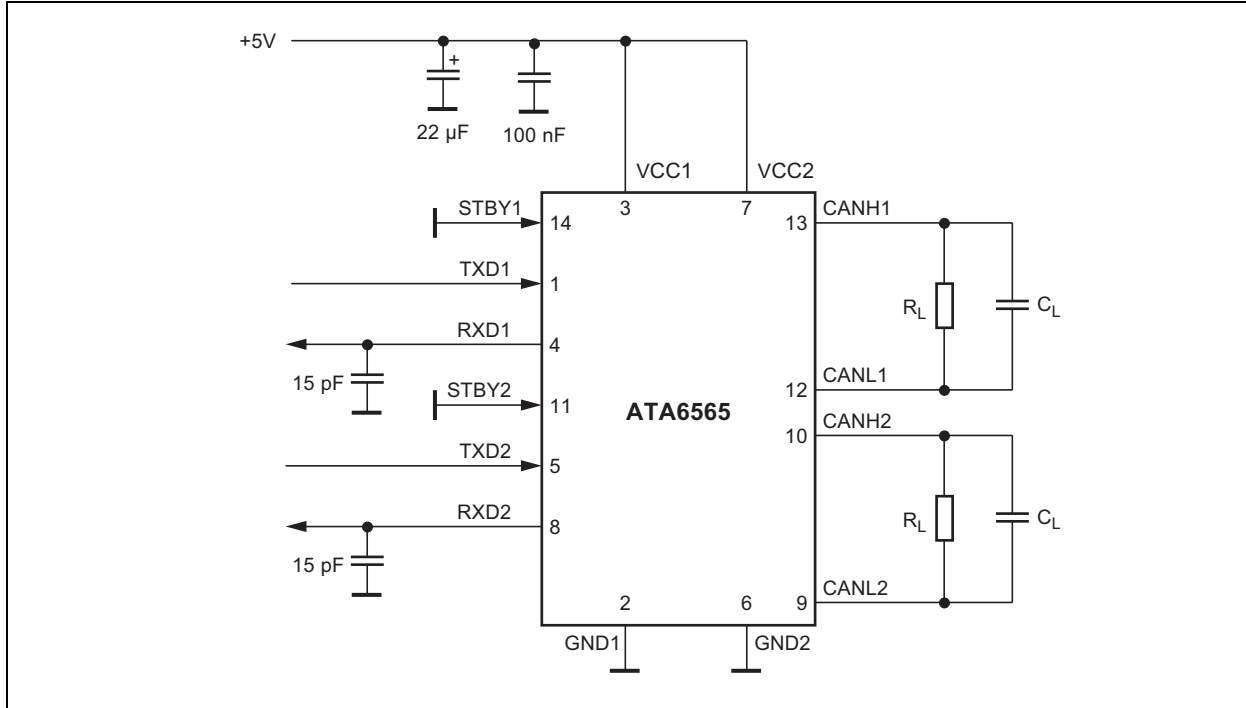 +5V
+
22 µF
100 nF
VCC1
VCC2
3
7
STBY1
14
TXD1
1
RXD1
4
15 pF
STBY2
11
TXD2
5
RXD2
8
15 pF
ATA6565
13
CANH1
RL
CL
12
CANL1
10
CANH2
RL
CL
9
CANL2
2
6
GND1
GND2